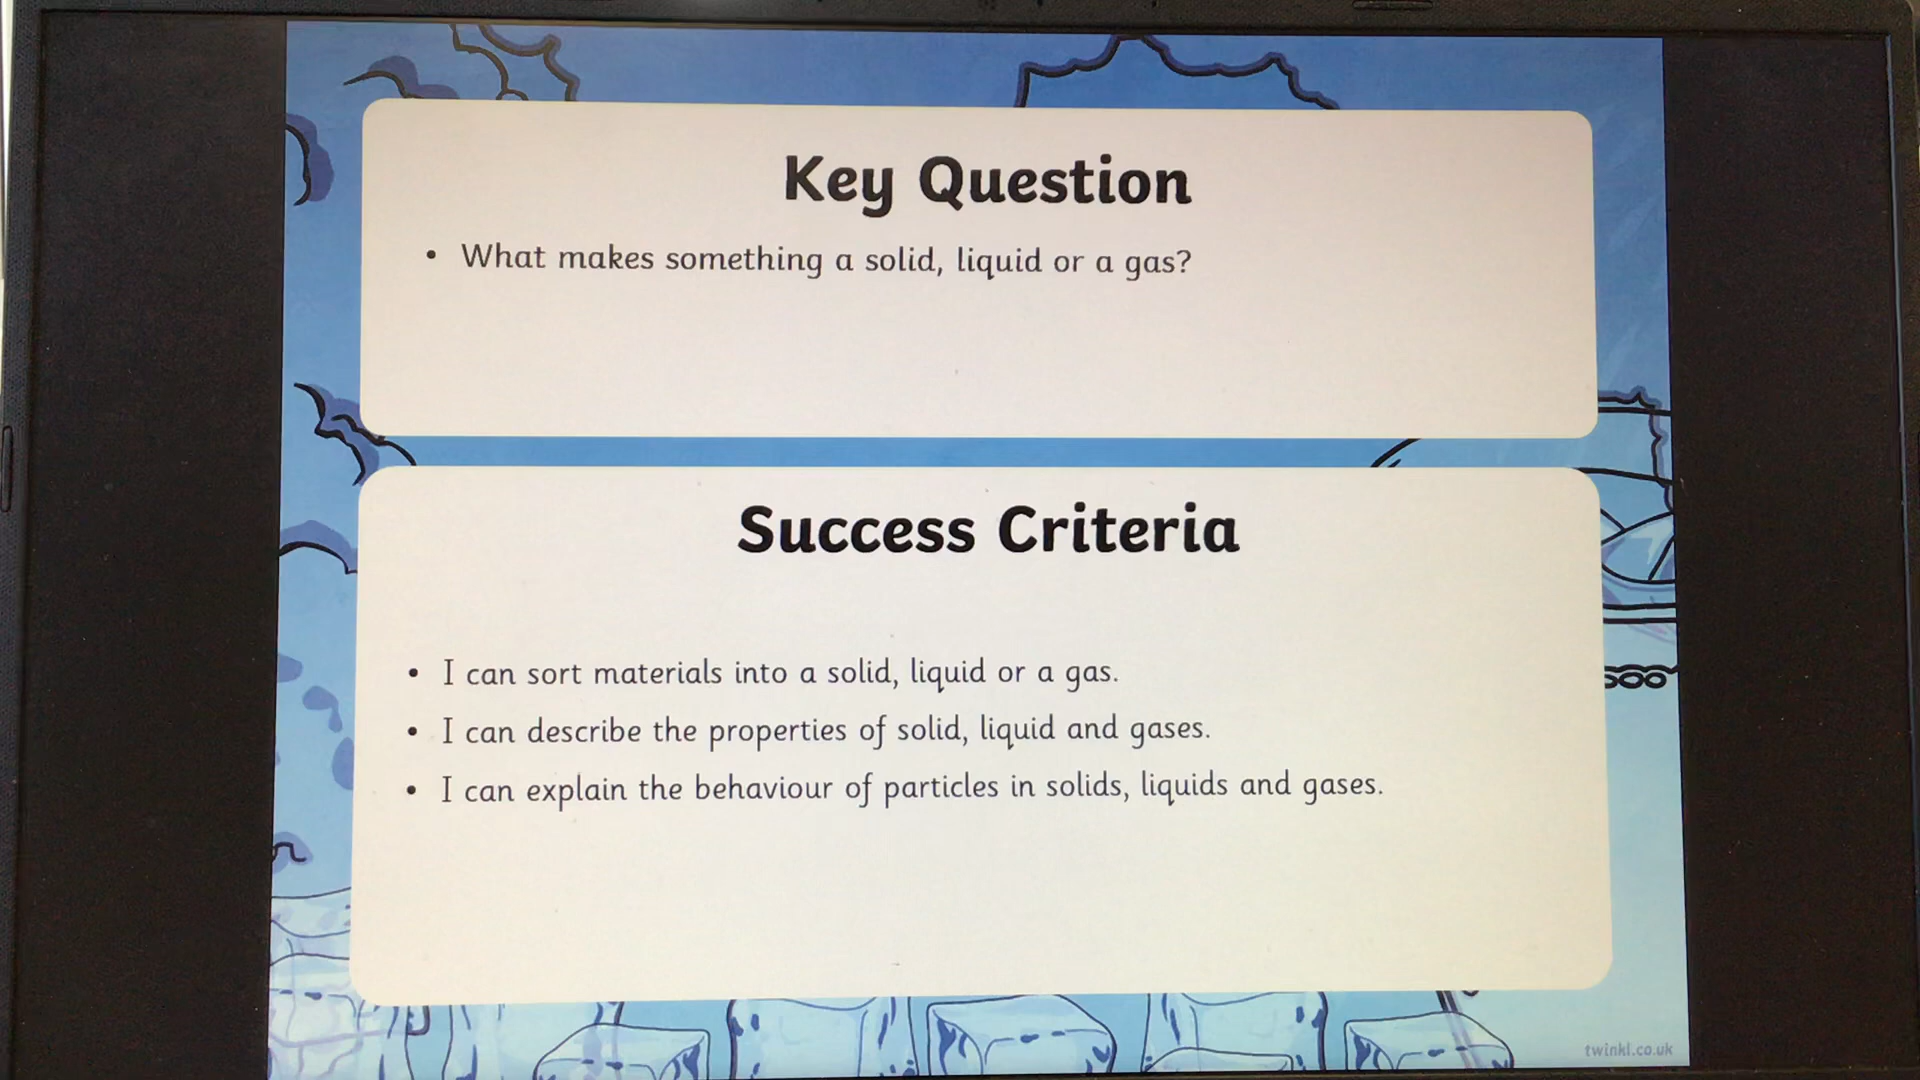 Key Question
• What makes something a solid, liquid or a gas?
Success Criteria
• I can sort materials into a solid, liquid or a gas.
• I can describe the properties of solid, liquid and gases.
• I can explain the behaviour of particles in solids, liquids and gases.
twinkl.co.uk